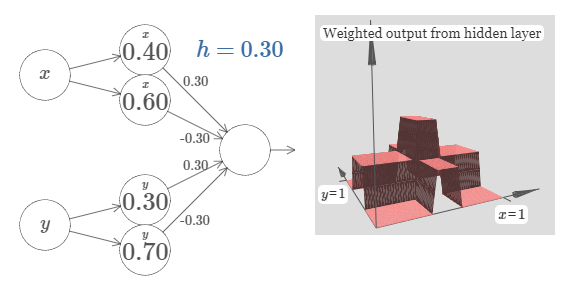 x
0.40
h = 0.30
x
0.30
x
0.60
-0.30
0.30
y
0.30
y
-0.30
y
0.70
Weighted output from hidden layer
y=1
x=1